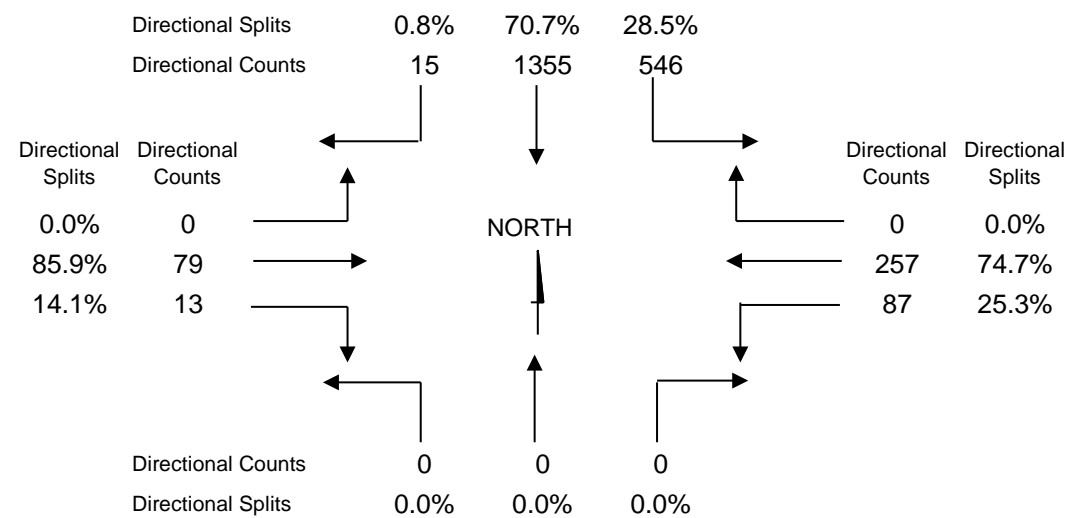 Directional Splits 0.8% 70.7% 28.5%
Directional Counts 15 1355 546
Directional Directional Directional Directional
Splits Counts Counts Splits
0.0% 0 NORTH 0 0.0%
85.9% 79 257 74.7%
14.1% 13 87 25.3%
Directional Counts 0 0 0
Directional Splits 0.0% 0.0% 0.0%